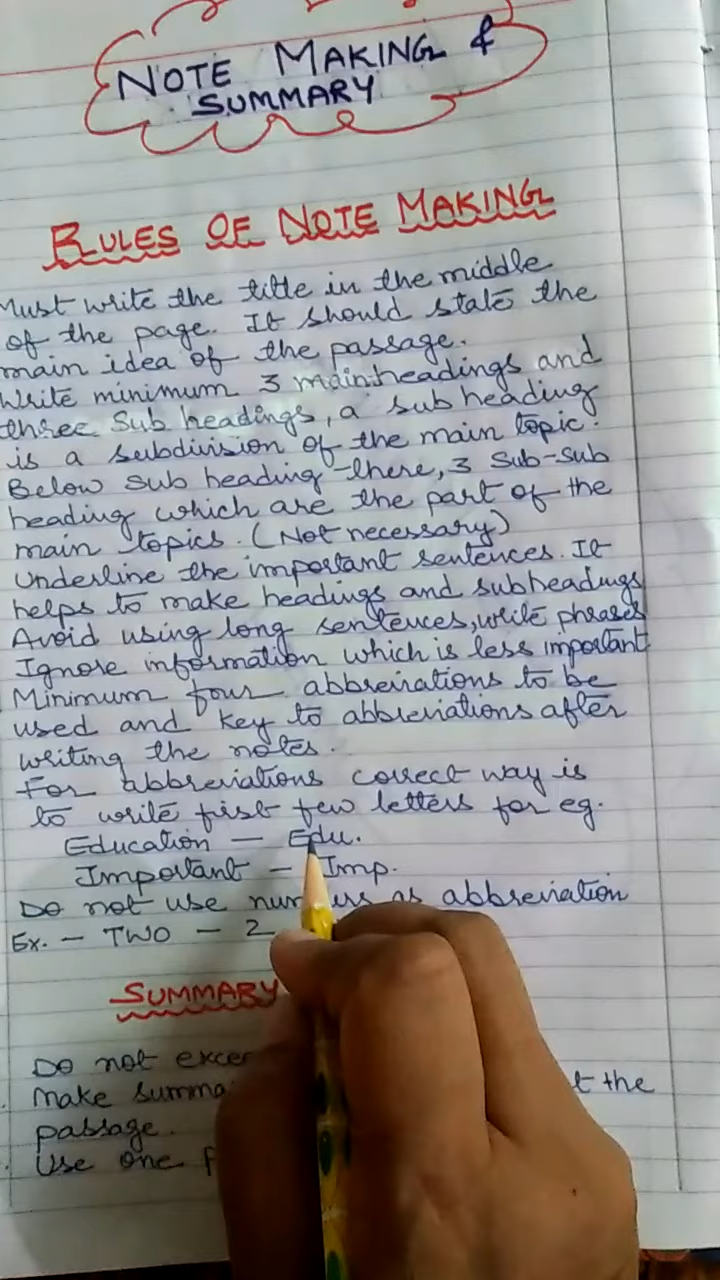 NOTE MAKING &
SUMMARY
RULES OF NOTE MAKING
Must write the title in the middle
of the page. It should state the
main idea of the passage.
Write minimum 3 main headings and
three Sub headings, a sub heading
is a subdivision of the main topic.
Below sub heading there, 3 Sub-sub
heading which are the part of the
main topics. (Not necessary)
Underline the important sentences. It
helps to make headings and subheadings
Avoid using long sentences, write phrases
Ignore information which is less important
Minimum four abbreviations to be
used and key to abbreviations after
writing the notes.
For abbreviations correct way is
to write first few letters for eg.
Education — Edu.
Important — Imp.
Do not use as abbreviation
Ex. — TWO — 2
SUMMARY
Do not
Make the
passage.
Use one